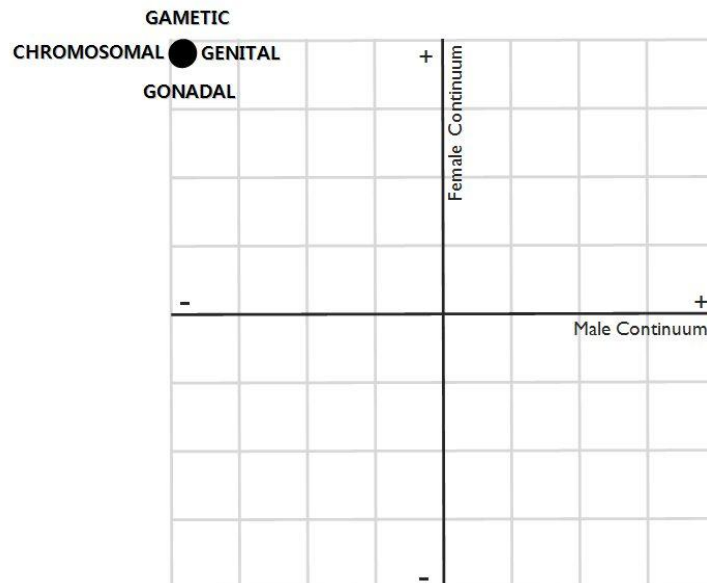 GAMETIC
CHROMOSOMAL GENITAL
GONADAL
+
Female Continuum
-
+
Male Continuum
-